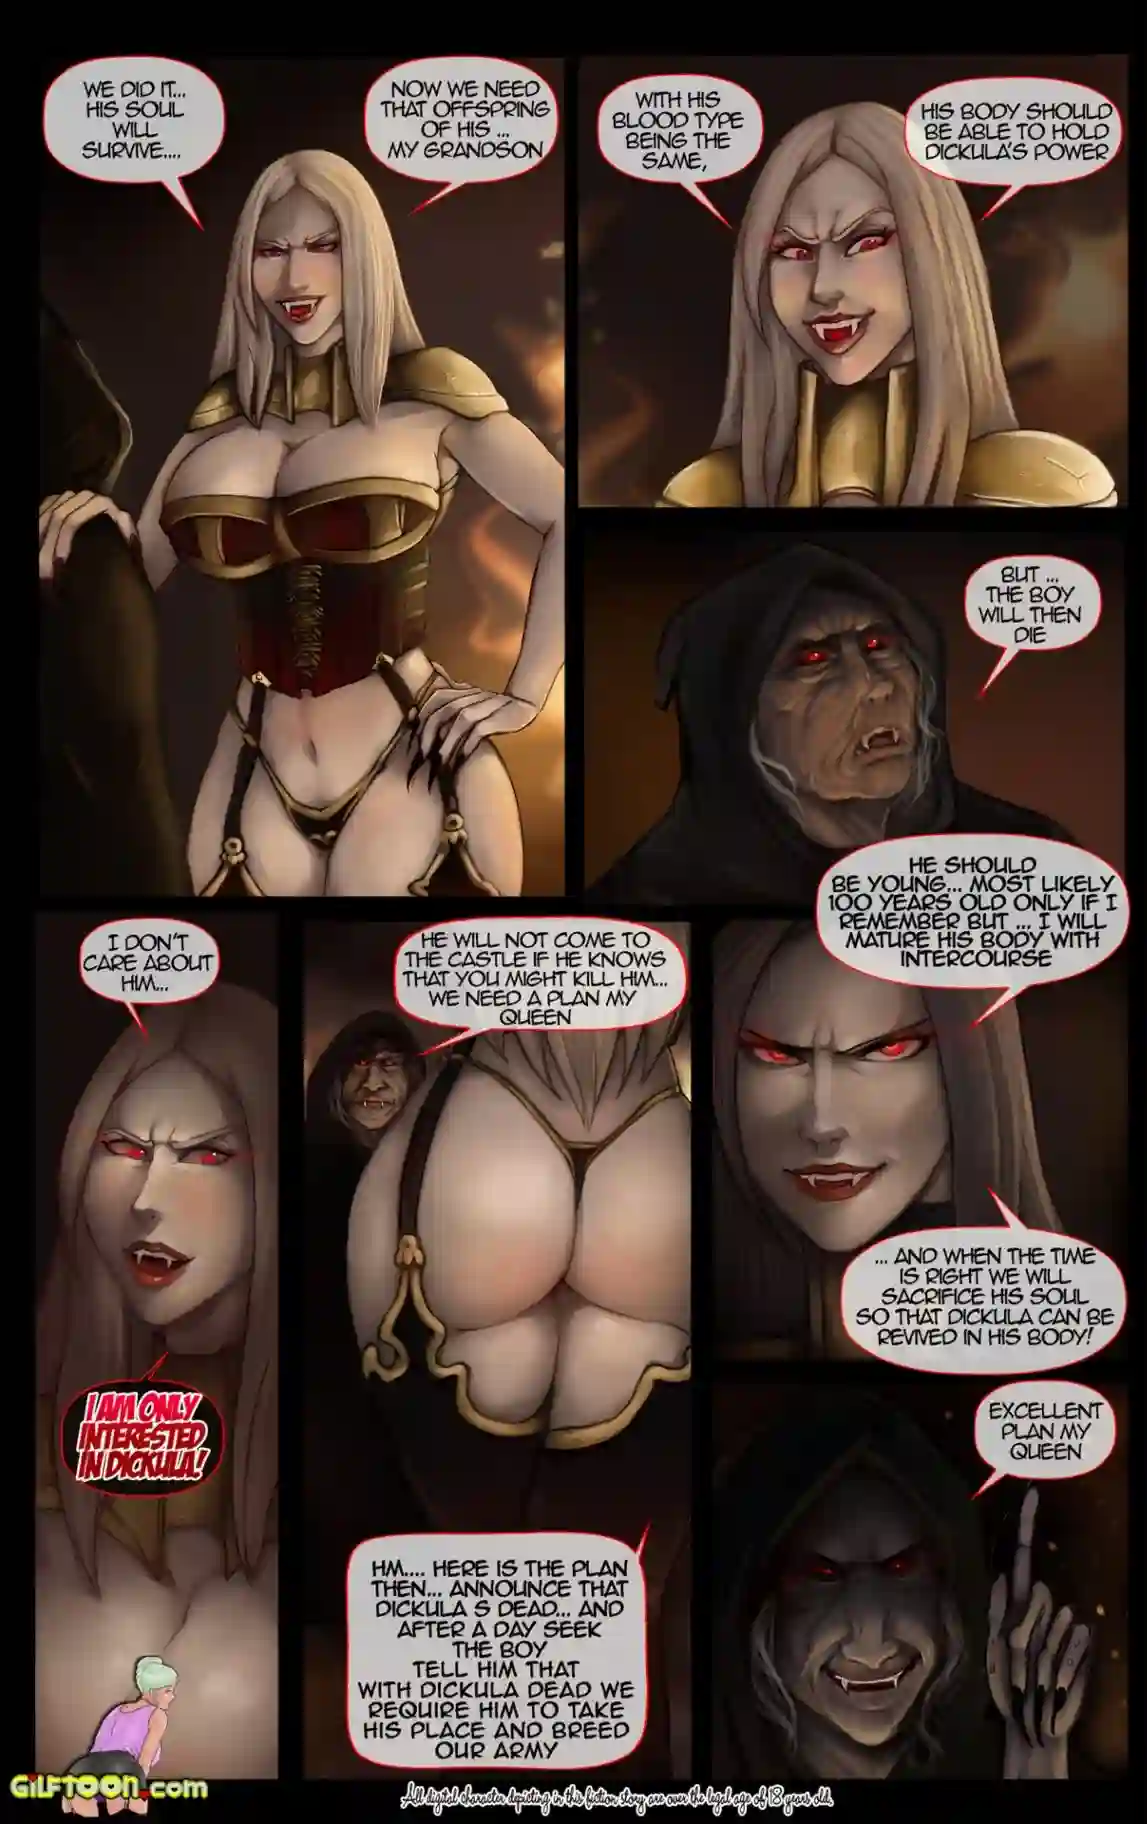 WE DID IT...
HIS SOUL
WILL
SURVIVE....
NOW WE NEED
THAT OFFSPRING
OF HIS ...
MY GRANDSON
WITH HIS
BLOOD TYPE
BEING THE
SAME,
HIS BODY SHOULD
BE ABLE TO HOLD
DICKULA'S POWER
BUT ...
THE BOY
WILL THEN
DIE
I DON'T
CARE ABOUT
HIM...
I AM ONLY
INTERESTED
IN DICKULA!
HE WILL NOT COME TO
THE CASTLE IF HE KNOWS
THAT YOU MIGHT KILL HIM...
WE NEED A PLAN MY
QUEEN
HM.... HERE IS THE PLAN
THEN... ANNOUNCE THAT
DICKULA S DEAD... AND
AFTER A DAY SEEK
THE BOY
TELL HIM THAT
WITH DICKULA DEAD WE
REQUIRE HIM TO TAKE
HIS PLACE AND BREED
OUR ARMY
HE SHOULD
BE YOUNG... MOST LIKELY
100 YEARS OLD ONLY IF I
REMEMBER BUT ... I WILL
MATURE HIS BODY WITH
INTERCOURSE
... AND WHEN THE TIME
IS RIGHT WE WILL
SACRIFICE HIS SOUL
SO THAT DICKULA CAN BE
REVIVED IN HIS BODY!
EXCELLENT
PLAN MY
QUEEN
GiLFTOON.com
All digital character depicting in this fiction story are over the legal age of 18 years old.